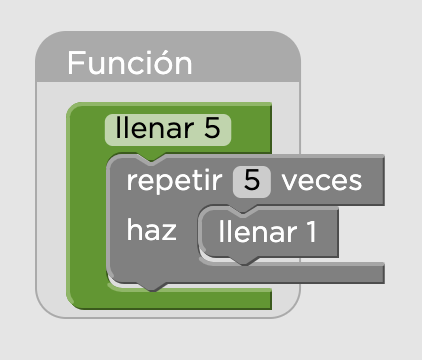 Función
llenar 5
repetir 5 veces
haz llenar 1